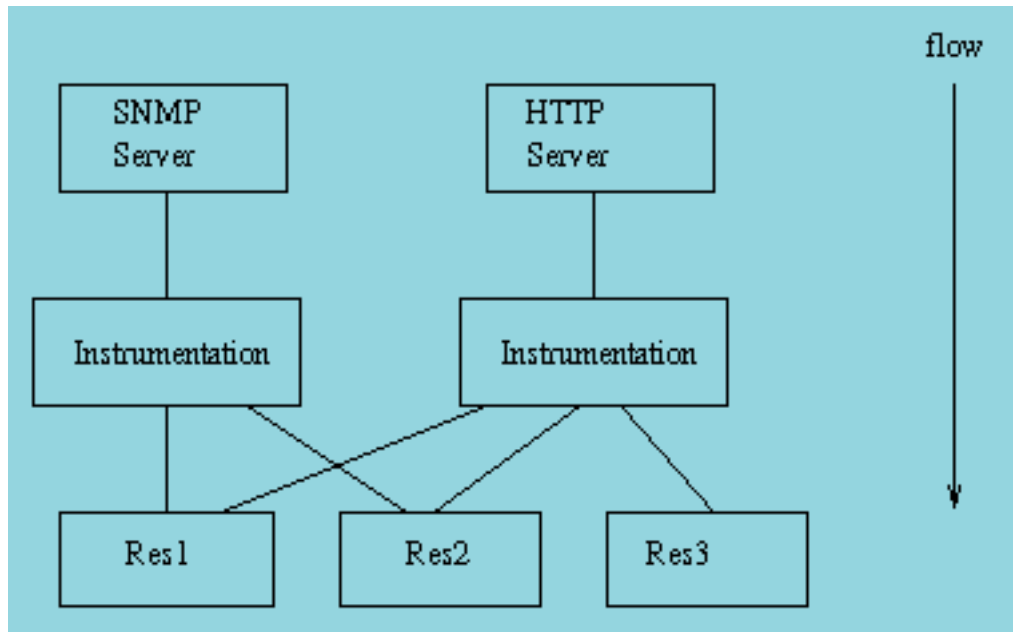 flow
SNMP
Server
HTTP
Server
Instrumentation
Instrumentation
Res1
Res2
Res3